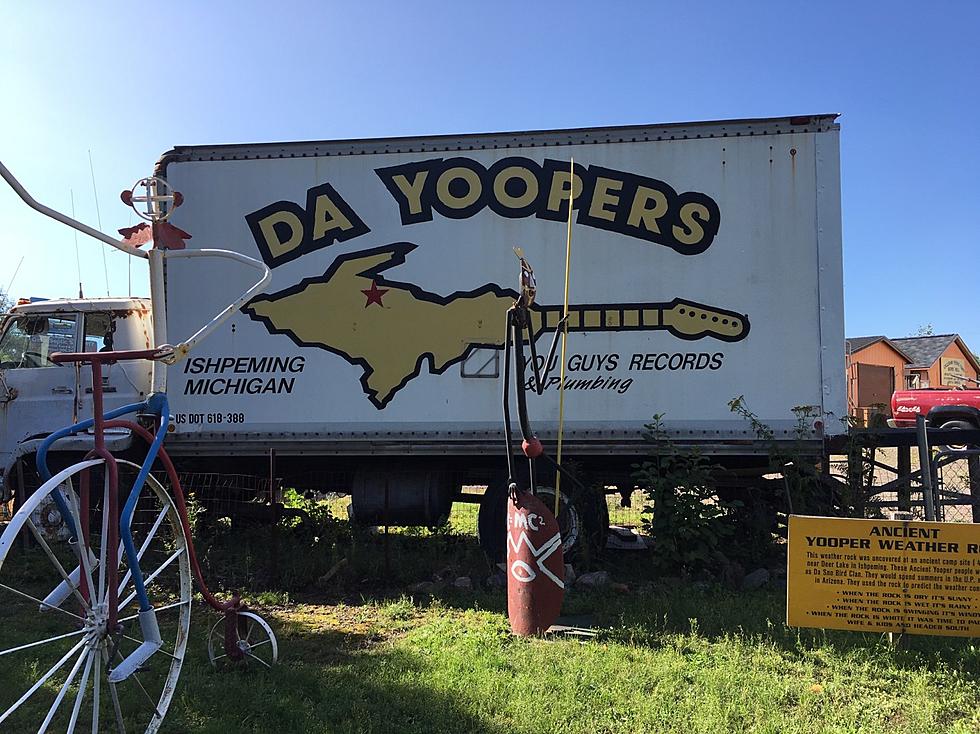 DA YOOPERS
ISHPEMING
MICHIGAN
YOU GUYS RECORDS
& Plumbing
US DOT 618-388
E=MC²
ANCIENT
YOOPER WEATHER R
This weather rock was uncovered at an ancient camp site (
near Deer Lake in Ishpeming. These Ancient Yooper people
as Da Sno Bird Clan. They would spend summers in the U.P.
in Arizona. They used the rock to predict the weather
• WHEN THE ROCK IS DRY IT'S SUNNY
• WHEN THE ROCK IS WET IT'S RAINY
• WHEN THE ROCK IS SWINGING IT'S WINDY
• WHEN THE ROCK IS WHITE IT WAS TIME TO
WIFE & KIDS AND HEADED SOUTH